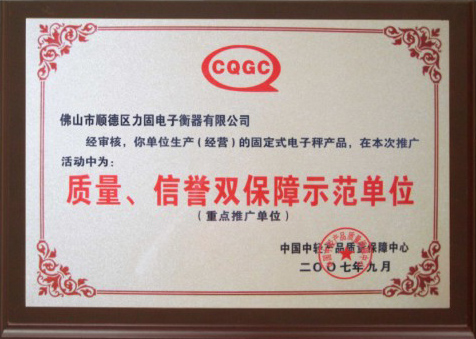 CQGC
佛山市顺德区力固电子衡器有限公司
经审核，你单位生产（经营）的固定式电子秤产品，在本次推广
活动中为：
质量、信誉双保障示范单位
（重点推广单位）
中国中轻产品质量保障中心
二〇〇七年九月